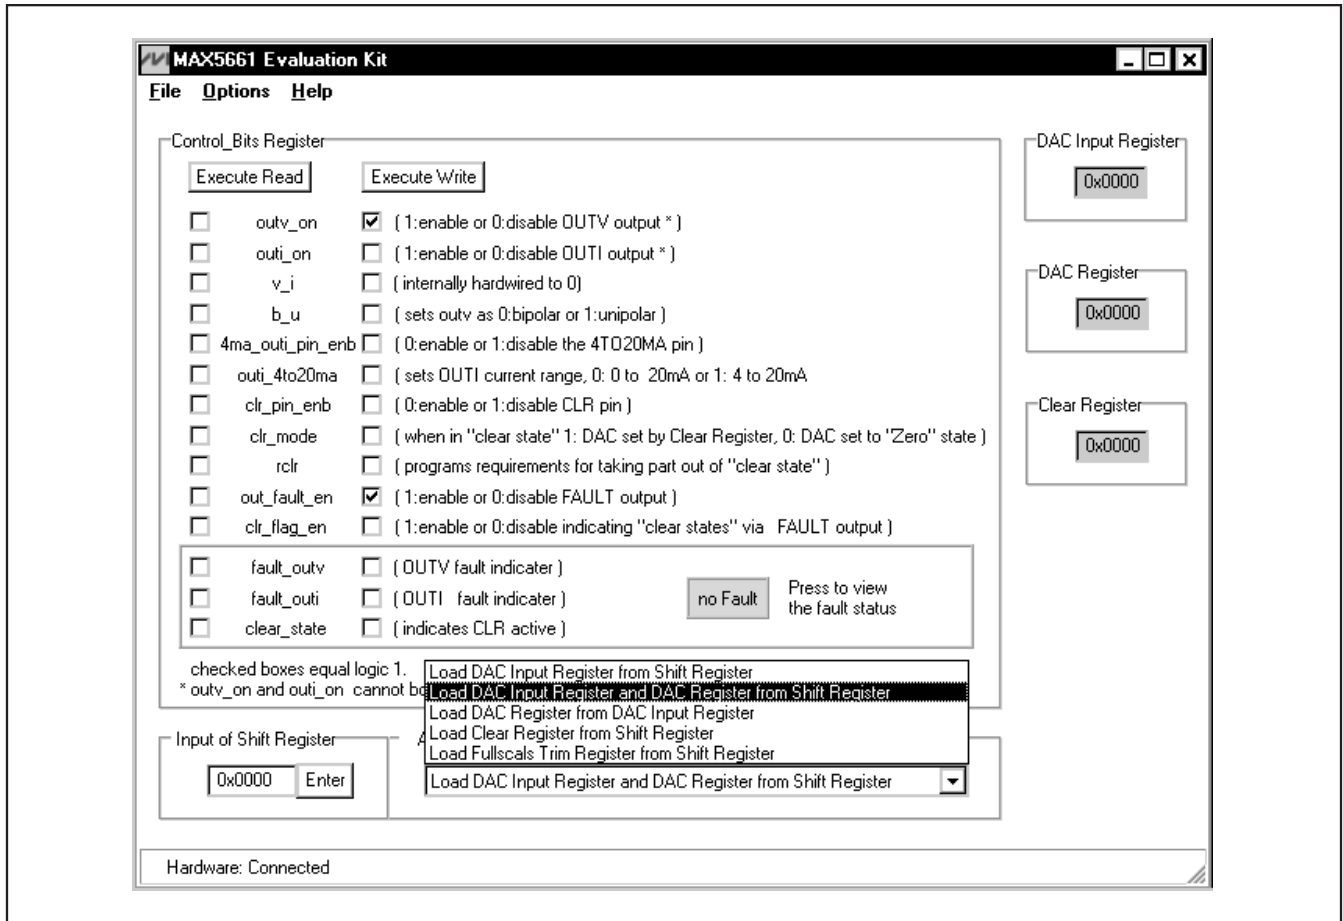 MAX5661 Evaluation Kit
File Options Help
Control_Bits Register
Execute Read Execute Write
outv_on ( 1:enable or 0:disable OUTV output * )
outi_on ( 1:enable or 0:disable OUTI output * )
v_i ( internally hardwired to 0)
b_u ( sets outv as 0:bipolar or 1:unipolar )
4ma_outi_pin_enb ( 0:enable or 1:disable the 4TO20MA pin )
outi_4to20ma ( sets OUTI current range, 0: 0 to 20mA or 1: 4 to 20mA
clr_pin_enb ( 0:enable or 1:disable CLR pin )
clr_mode ( when in "clear state" 1: DAC set by Clear Register, 0: DAC set to "Zero" state )
rclr ( programs requirements for taking part out of "clear state" )
out_fault_en ( 1:enable or 0:disable FAULT output )
clr_flag_en ( 1:enable or 0:disable indicating "clear states" via FAULT output )
fault_outv ( OUTV fault indicater )
fault_outi ( OUTI fault indicater )
clear_state ( indicates CLR active )
no Fault
Press to view
the fault status
checked boxes equal logic 1.
* outv_on and outi_on cannot
Load DAC Input Register from Shift Register
Load DAC Input Register and DAC Register from Shift Register
Load DAC Register from DAC Input Register
Load Clear Register from Shift Register
Load Fullscals Trim Register from Shift Register
Input of Shift Register
0x0000 Enter
Load DAC Input Register and DAC Register from Shift Register
DAC Input Register
0x0000
DAC Register
0x0000
Clear Register
0x0000
Hardware: Connected